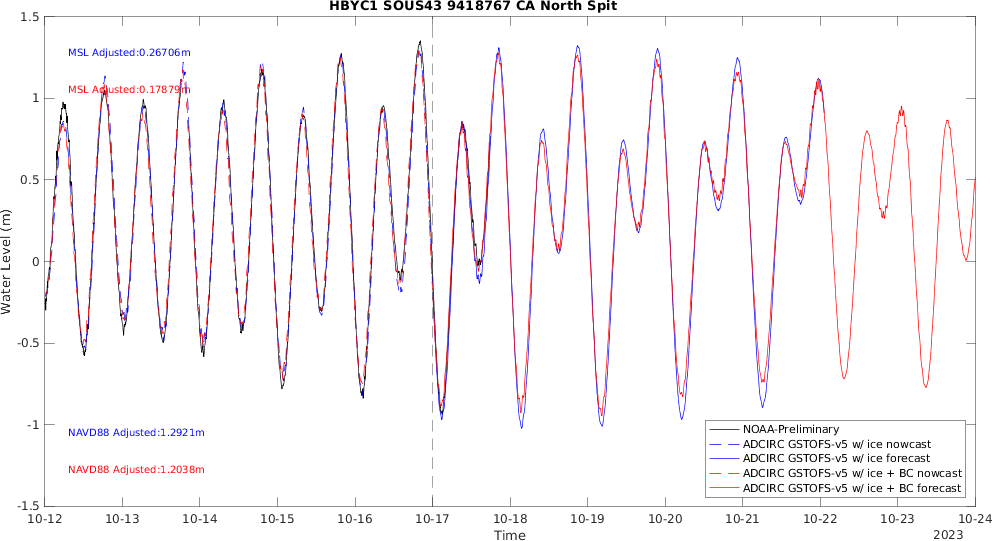 HBYC1 SOUS43 9418767 CA North Spit
1.5
1
0.5
0
-0.5
-1
-1.5
Water Level (m)
MSL Adjusted:0.26706m
MSL Adjusted:0.17879m
NAVD88 Adjusted:1.2921m
NAVD88 Adjusted:1.2038m
NOAA-Preliminary
ADCIRC GSTOFS-v5 w/ ice nowcast
ADCIRC GSTOFS-v5 w/ ice forecast
ADCIRC GSTOFS-v5 w/ ice + BC nowcast
ADCIRC GSTOFS-v5 w/ ice + BC forecast
10-12 10-13 10-14 10-15 10-16 10-17 10-18 10-19 10-20 10-21 10-22 10-23 10-24
Time
2023